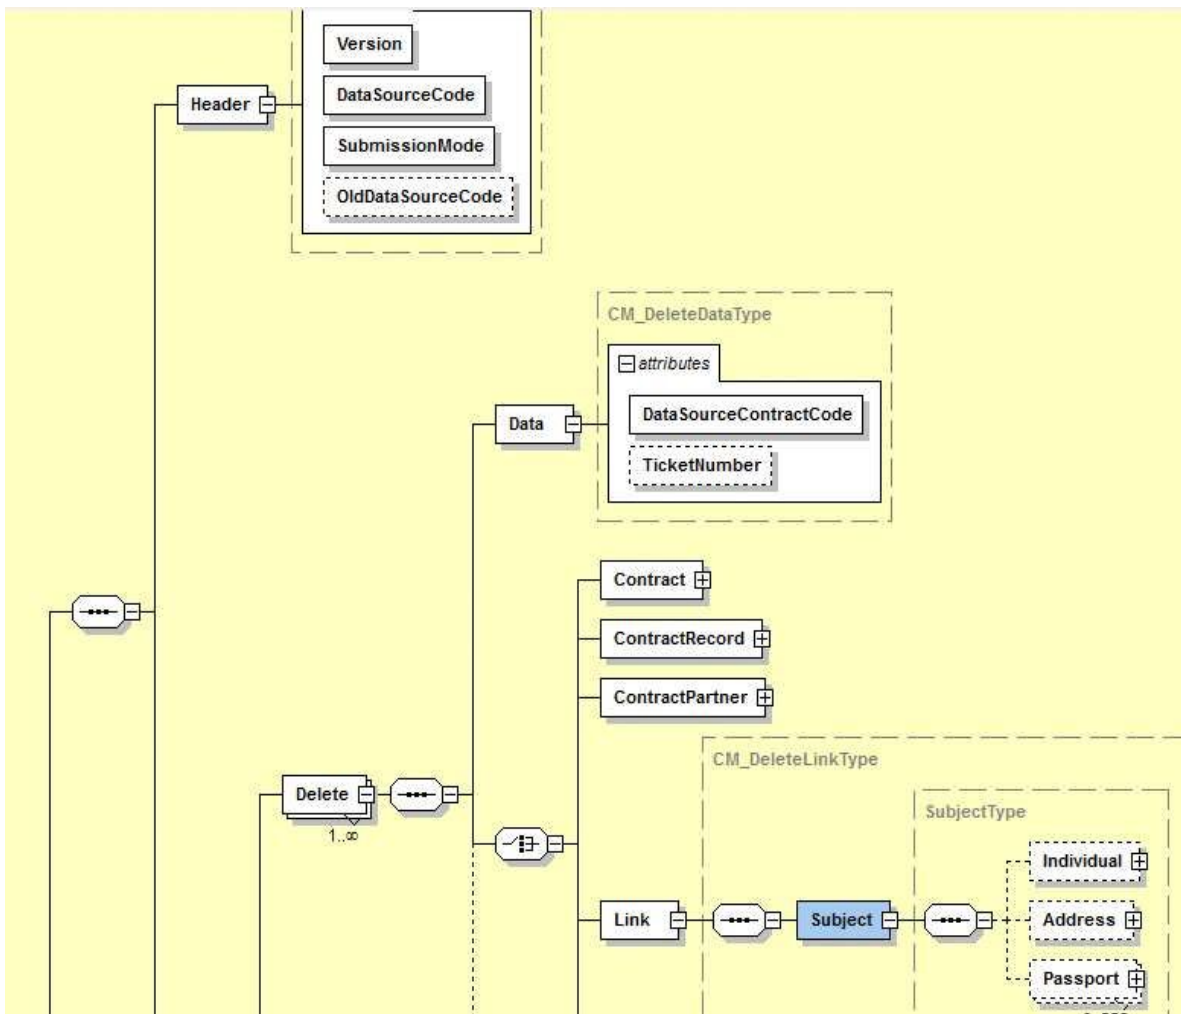 Version
Header
DataSourceCode
SubmissionMode
OldDataSourceCode
CM_DeleteDataType
attributes
Data
DataSourceContractCode
TicketNumber
Contract
ContractRecord
ContractPartner
CM_DeleteLinkType
Delete
1..∞
SubjectType
Individual
Link
Subject
Address
Passport